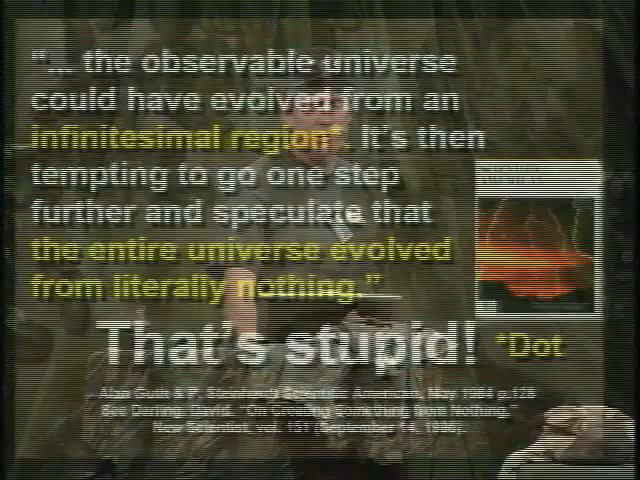 "... the observable universe
could have evolved from an
infinitesimal region* It's then
tempting to go one step
further and speculate that
the entire universe evolved
from literally nothing."
That's stupid! *Dot
Alan Guth & P. Steinhardt Scientific American, May 1984 p.128
See Darling, David, "On Creating Something from Nothing,"
New Scientist, vol. 151 (September 14, 1996).